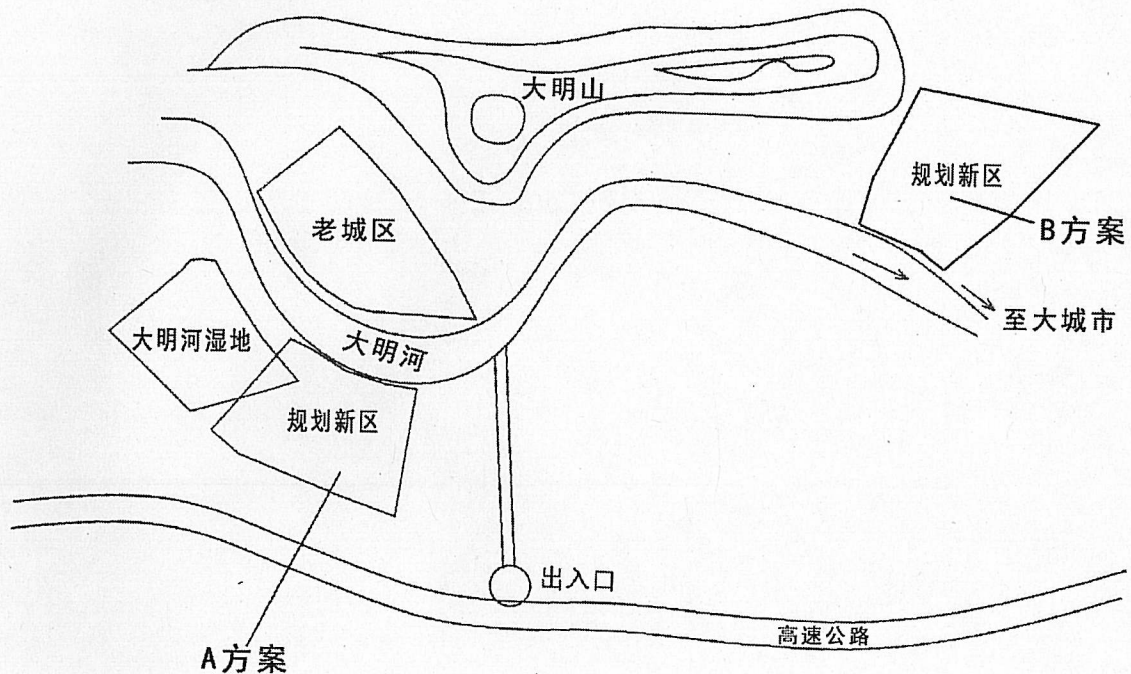 大明山
规划新区
B方案
老城区
至大城市
大明河湿地
大明河
规划新区
出入口
高速公路
A方案